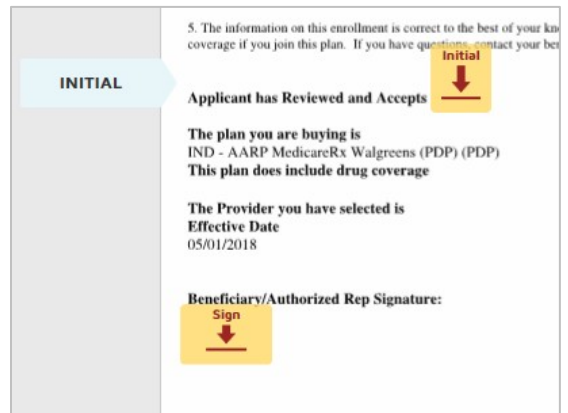 5. The information on this enrollment is correct to the best of your
coverage if you join this plan. If you have questions, contact your
Initial
INITIAL
Applicant has Reviewed and Accepts
The plan you are buying is
IND - AARP MedicareRx Walgreens (PDP) (PDP)
This plan does include drug coverage
The Provider you have selected is
Effective Date
05/01/2018
Beneficiary/Authorized Rep Signature:
Sign